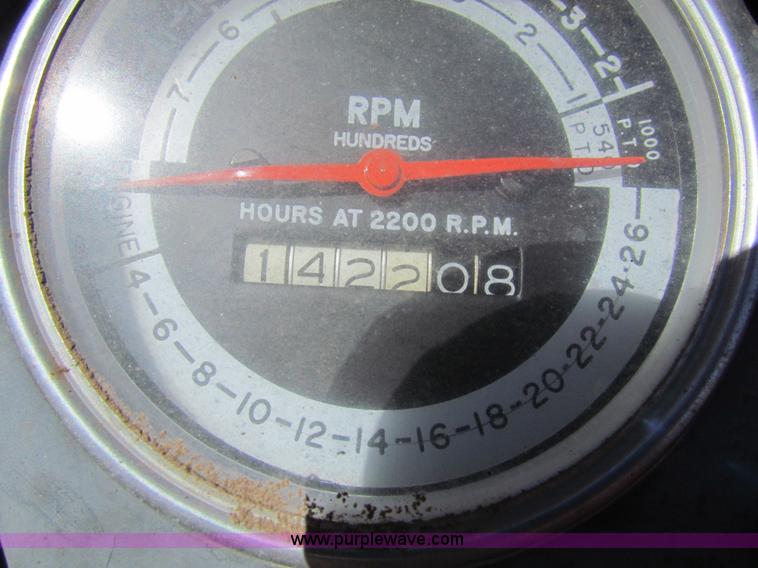 6
7
2
1
3
2
1000
P.T.O
540
P.T.O
RPM
HUNDREDS
ENGINE
HOURS AT 2200 R.P.M.
142208
4-6-8-10-12-14-16-18-20-22-24-26
www.purplewave.com